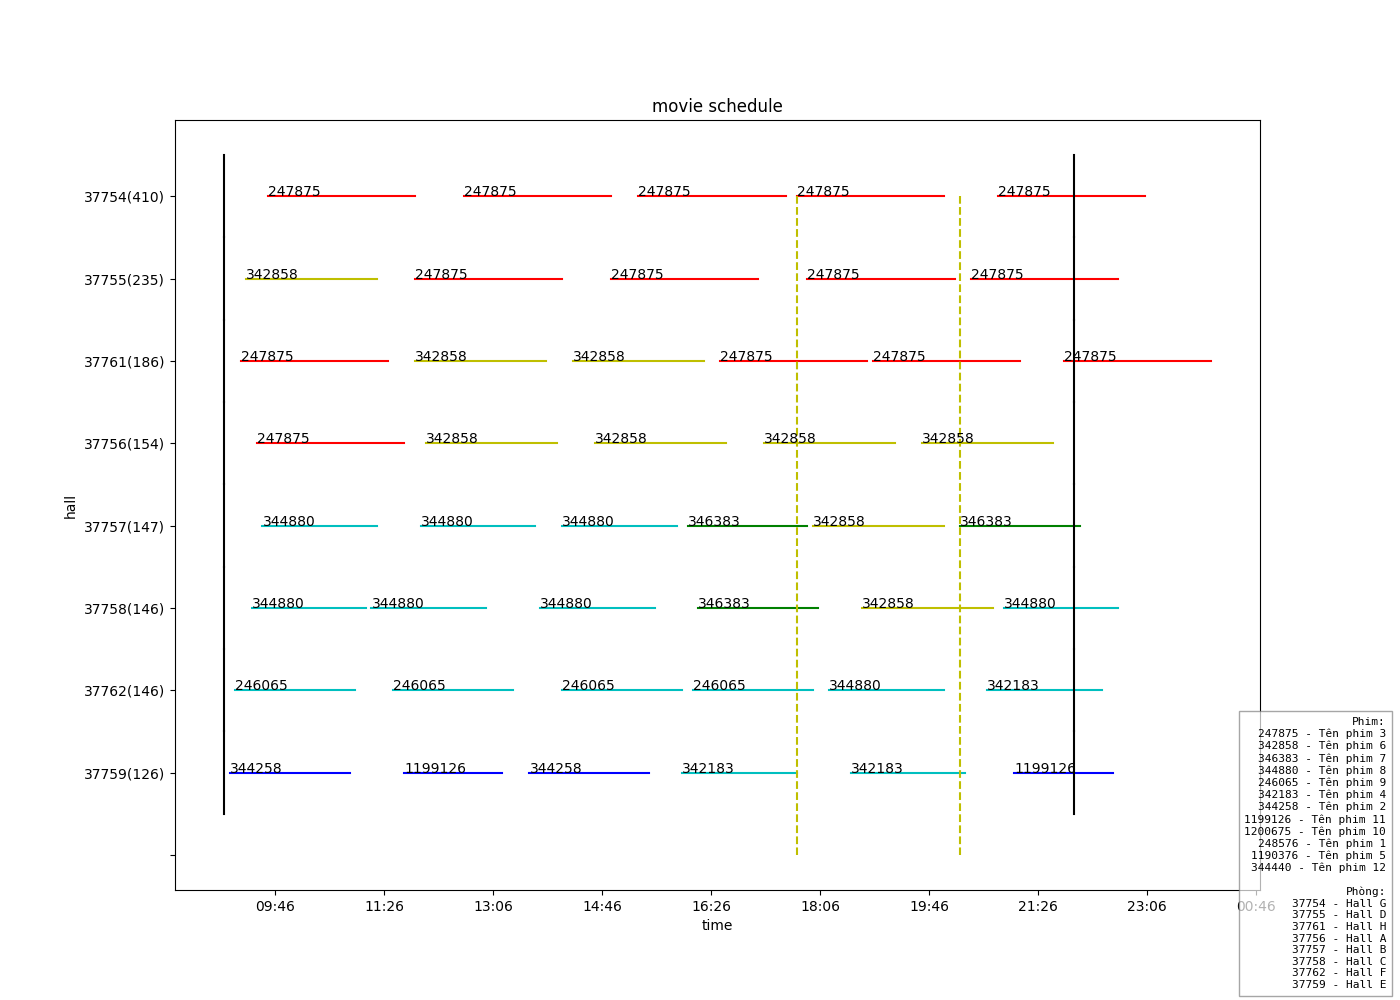 movie schedule
37754(410)
247875 247875 247875 247875 247875
37755(235)
342858 247875 247875 247875 247875
37761(186)
247875 342858 342858 247875 247875 247875
37756(154)
247875 342858 342858 342858 342858
hall
37757(147)
344880 344880 344880 346383 342858 346383
37758(146)
344880 344880 344880 346383 342858 344880
37762(146)
246065 246065 246065 246065 344880 342183
37759(126)
344258 1199126 344258 342183 342183 1199126
09:46 11:26 13:06 14:46 16:26 18:06 19:46 21:26 23:06 00:46
time
Phim:
247875 - Tên phim 3
342858 - Tên phim 6
346383 - Tên phim 7
344880 - Tên phim 8
246065 - Tên phim 9
342183 - Tên phim 4
344258 - Tên phim 2
1199126 - Tên phim 11
1200675 - Tên phim 10
248576 - Tên phim 1
1190376 - Tên phim 5
344440 - Tên phim 12
Phòng:
37754 - Hall G
37755 - Hall D
37761 - Hall H
37756 - Hall A
37757 - Hall B
37758 - Hall C
37762 - Hall F
37759 - Hall E